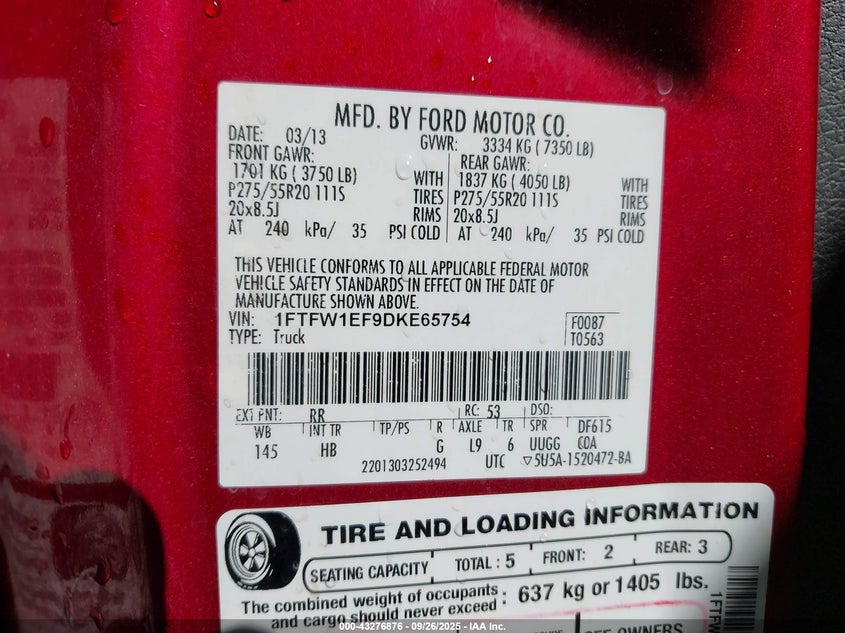 MFD. BY FORD MOTOR CO.
DATE: 03/13 GVWR: 3334 KG ( 7350 LB)
FRONT GAWR: REAR GAWR:
1701 KG ( 3750 LB) WITH 1837 KG ( 4050 LB) WITH
P275/55R20 111S TIRES P275/55R20 111S TIRES
20x8.5J RIMS 20x8.5J RIMS
AT 240 kPa/ 35 PSI COLD AT 240 kPa/ 35 PSI COLD
THIS VEHICLE CONFORMS TO ALL APPLICABLE FEDERAL MOTOR
VEHICLE SAFETY STANDARDS IN EFFECT ON THE DATE OF
MANUFACTURE SHOWN ABOVE.
VIN: 1FTFW1EF9DKE65754 F0087
TYPE: Truck T0563
EXT PNT: RR RC: 53 DSO:
WB INT TR TP/PS R AXLE TR SPR DF615
145 HB G L9 6 UUGG COA
2201303252494 UTC ▽5U5A-1520472-BA
TIRE AND LOADING INFORMATION
SEATING CAPACITY TOTAL : 5 FRONT: 2 REAR: 3
The combined weight of occupants and cargo should never exceed : 637 kg or 1405 lbs.
1FTFW
SEE OWNERS
000-43276876 - 09/26/2025 - IAA Inc.